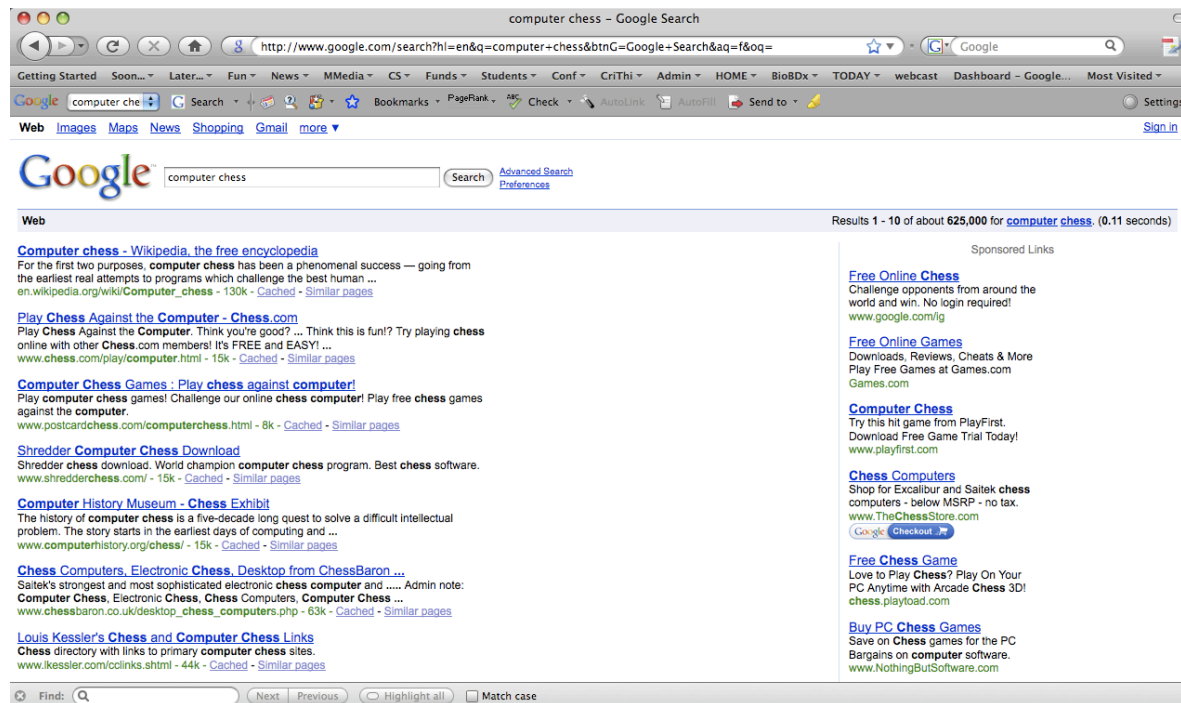 computer chess – Google Search
http://www.google.com/search?hl=en&q=computer+chess&btnG=Google+Search&aq=f&oq=
Google
Getting Started Soon... Later... Fun News MMedia CS Funds Students Conf CriThi Admin HOME BioBDx TODAY webcast Dashboard – Google... Most Visited
Google computer che Search Bookmarks PageRank Check AutoLink AutoFill Send to Settings
Web Images Maps News Shopping Gmail more ▼ Sign in
Google™ computer chess Search Advanced Search
Preferences
Web Results 1 - 10 of about 625,000 for computer chess. (0.11 seconds)
Computer chess - Wikipedia, the free encyclopedia
For the first two purposes, computer chess has been a phenomenal success — going from
the earliest real attempts to programs which challenge the best human ...
en.wikipedia.org/wiki/Computer_chess - 130k - Cached - Similar pages
Play Chess Against the Computer - Chess.com
Play Chess Against the Computer. Think you're good? ... Think this is fun!? Try playing chess
online with other Chess.com members! It's FREE and EASY! ...
www.chess.com/play/computer.html - 15k - Cached - Similar pages
Computer Chess Games : Play chess against computer!
Play computer chess games! Challenge our online chess computer! Play free chess games
against the computer.
www.postcardchess.com/computerchess.html - 8k - Cached - Similar pages
Shredder Computer Chess Download
Shredder chess download. World champion computer chess program. Best chess software.
www.shredderchess.com/ - 15k - Cached - Similar pages
Computer History Museum - Chess Exhibit
The history of computer chess is a five-decade long quest to solve a difficult intellectual
problem. The story starts in the earliest days of computing and ...
www.computerhistory.org/chess/ - 15k - Cached - Similar pages
Chess Computers, Electronic Chess, Desktop from ChessBaron ...
Saitek's strongest and most sophisticated electronic chess computer and ..... Admin note:
Computer Chess, Electronic Chess, Chess Computers, Computer Chess ...
www.chessbaron.co.uk/desktop_chess_computers.php - 63k - Cached - Similar pages
Louis Kessler's Chess and Computer Chess Links
Chess directory with links to primary computer chess sites.
www.lkessler.com/cclinks.shtml - 44k - Cached - Similar pages
Sponsored Links
Free Online Chess
Challenge opponents from around the
world and win. No login required!
www.google.com/ig
Free Online Games
Downloads, Reviews, Cheats & More
Play Free Games at Games.com
Games.com
Computer Chess
Try this hit game from PlayFirst.
Download Free Game Trial Today!
www.playfirst.com
Chess Computers
Shop for Excalibur and Saitek chess
computers - below MSRP - no tax.
www.TheChessStore.com
Google Checkout
Free Chess Game
Love to Play Chess? Play On Your
PC Anytime with Arcade Chess 3D!
chess.playtoad.com
Buy PC Chess Games
Save on Chess games for the PC
Bargains on computer software.
www.NothingButSoftware.com
Find: Next Previous Highlight all Match case